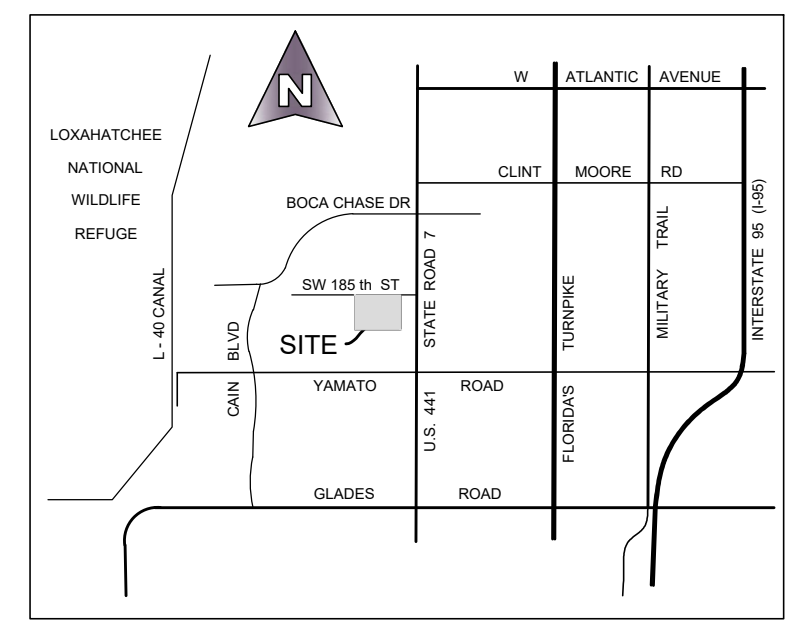 N
W ATLANTIC AVENUE
LOXAHATCHEE
NATIONAL
WILDLIFE
REFUGE
CLINT MOORE RD
BOCA CHASE DR
SW 185 th ST
SITE
L - 40 CANAL
CAIN BLVD
STATE ROAD 7
U.S. 441
FLORIDA'S TURNPIKE
MILITARY TRAIL
INTERSTATE 95 (I-95)
YAMATO ROAD
GLADES ROAD